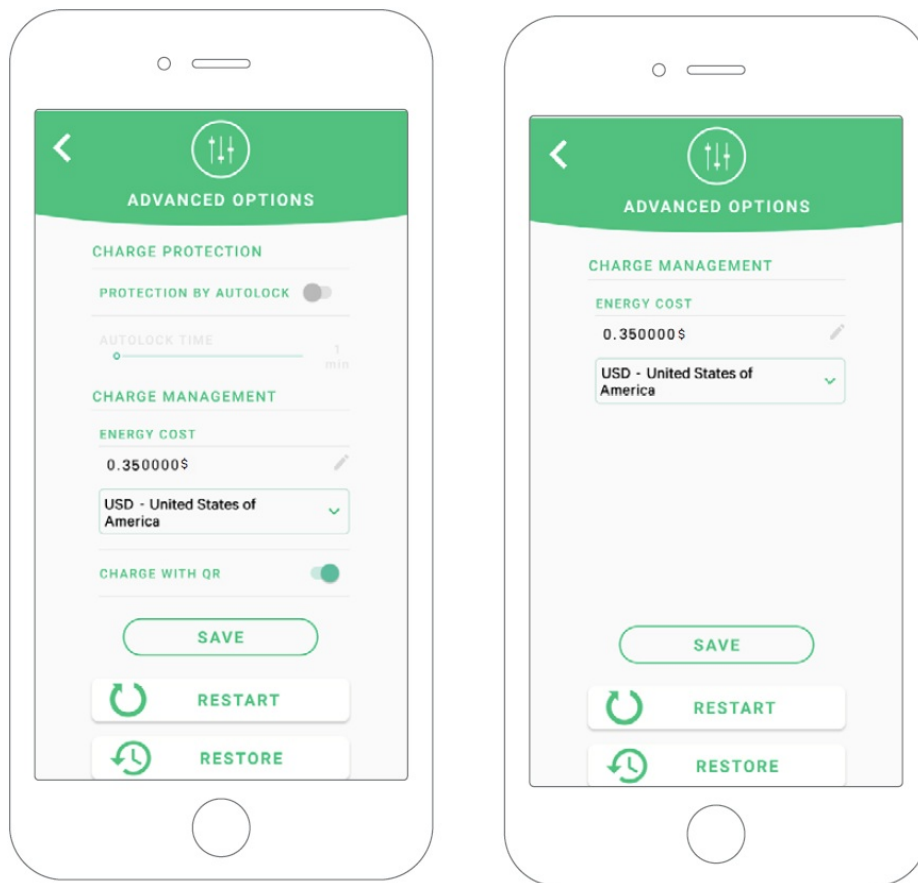 ADVANCED OPTIONS
CHARGE PROTECTION
PROTECTION BY AUTOLOCK
AUTOLOCK TIME
1
min
CHARGE MANAGEMENT
ENERGY COST
0.350000$
USD - United States of
America
CHARGE WITH QR
SAVE
RESTART
RESTORE
ADVANCED OPTIONS
CHARGE MANAGEMENT
ENERGY COST
0.350000$
USD - United States of
America
SAVE
RESTART
RESTORE